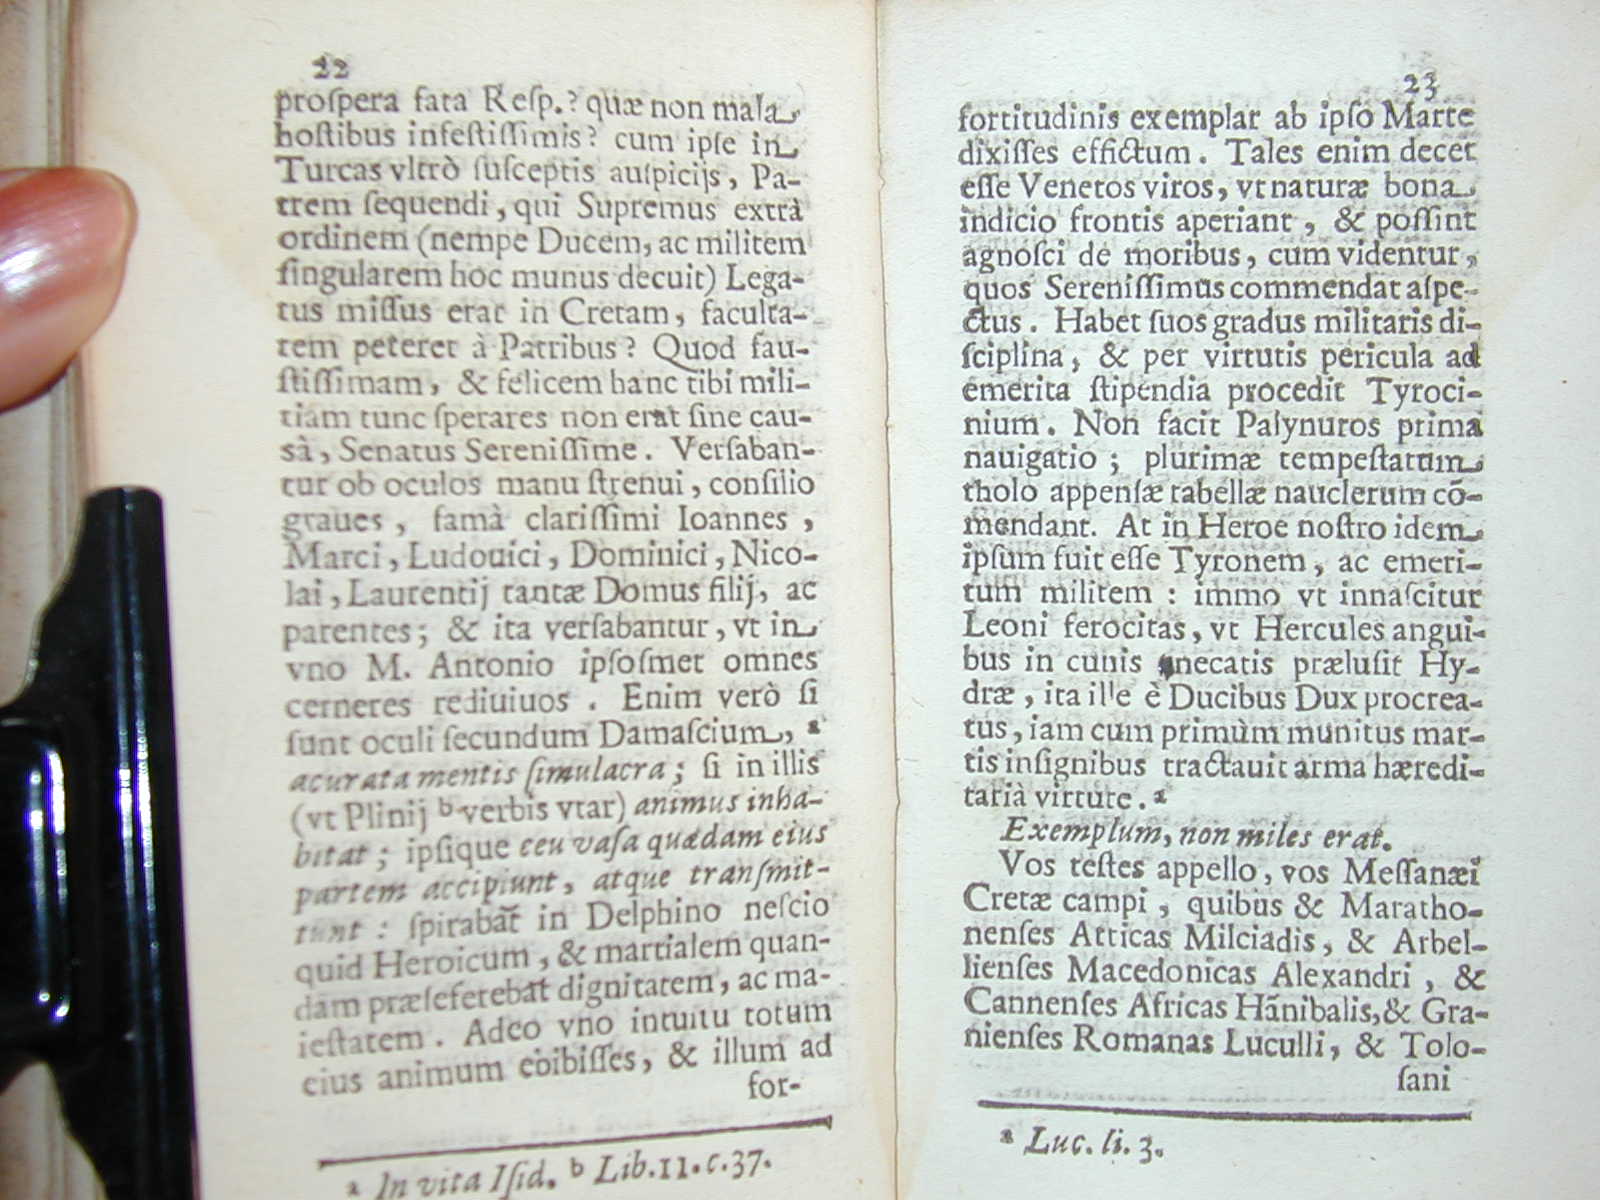 22
proſpera fata Reſp.? quæ non mala
hoſtibus infeſtiſſimis? cum ipſe in
Turcas vltrò ſuſceptis auſpicijs, Pa-
trem ſequendi, qui Supremus extrà
ordinem (nempe Ducem, ac militem
ſingularem hoc munus decuit) Lega-
tus miſſus erat in Cretam, faculta-
tem peteret à Patribus? Quod fau-
ſtiſſimam, & felicem hanc tibi mili-
tiam tunc ſperares non erat ſine cau-
sà, Senatus Sereniſſime. Verſaban-
tur ob oculos manu ſtrenui, conſilio
graues, famà clariſſimi Ioannes,
Marci, Ludouici, Dominici, Nico-
lai, Laurentij tantæ Domus filij, ac
parentes; & ita verſabantur, vt in
vno M. Antonio ipſoſmet omnes
cerneres rediuiuos. Enim verò ſi
ſunt oculi ſecundum Damaſcium, a
acurata mentis ſimulacra; ſi in illis
(vt Plinij b verbis vtar) animus inha-
bitat; ipſique ceu vaſa quædam eius
partem accipiunt, atque tranſmit-
tunt: ſpirabat in Delphino neſcio
quid Heroicum, & martialem quan-
dam præſeferebat dignitatem, ac ma-
ieſtatem. Adeo vno intuitu totum
eius animum ebibiſſes, & illum ad
for-
a In vita Iſid. b Lib.11.c.37.
23
fortitudinis exemplar ab ipſo Marte
dixiſſes effictum. Tales enim decet
eſſe Venetos viros, vt naturæ bona
indicio frontis aperiant, & poſſint
agnoſci de moribus, cum videntur,
quos Sereniſſimus commendat aſpe-
ctus. Habet ſuos gradus militaris di-
ſciplina, & per virtutis pericula ad
emerita ſtipendia procedit Tyroci-
nium. Non facit Palynuros prima
nauigatio; plurimæ tempeſtatum
tholo appenſæ tabellæ nauclerum cõ-
mendant. At in Heroe noſtro idem
ipſum fuit eſſe Tyronem, ac emeri-
tum militem: immo vt innaſcitur
Leoni ferocitas, vt Hercules angui-
bus in cunis necatis præluſit Hy-
dræ, ita ille è Ducibus Dux procrea-
tus, iam cum primùm munitus mar-
tis inſignibus tractauit arma hæredi-
tarià virtute. a
Exemplum, non miles erat.
Vos teſtes appello, vos Meſſanæi
Cretæ campi, quibus & Maratho-
nenſes Atticas Milciadis, & Arbel-
lienſes Macedonicas Alexandri, &
Cannenſes Africas Hãnibalis, & Gra-
nienſes Romanas Luculli, & Tolo-
ſani
a Luc. li. 3.